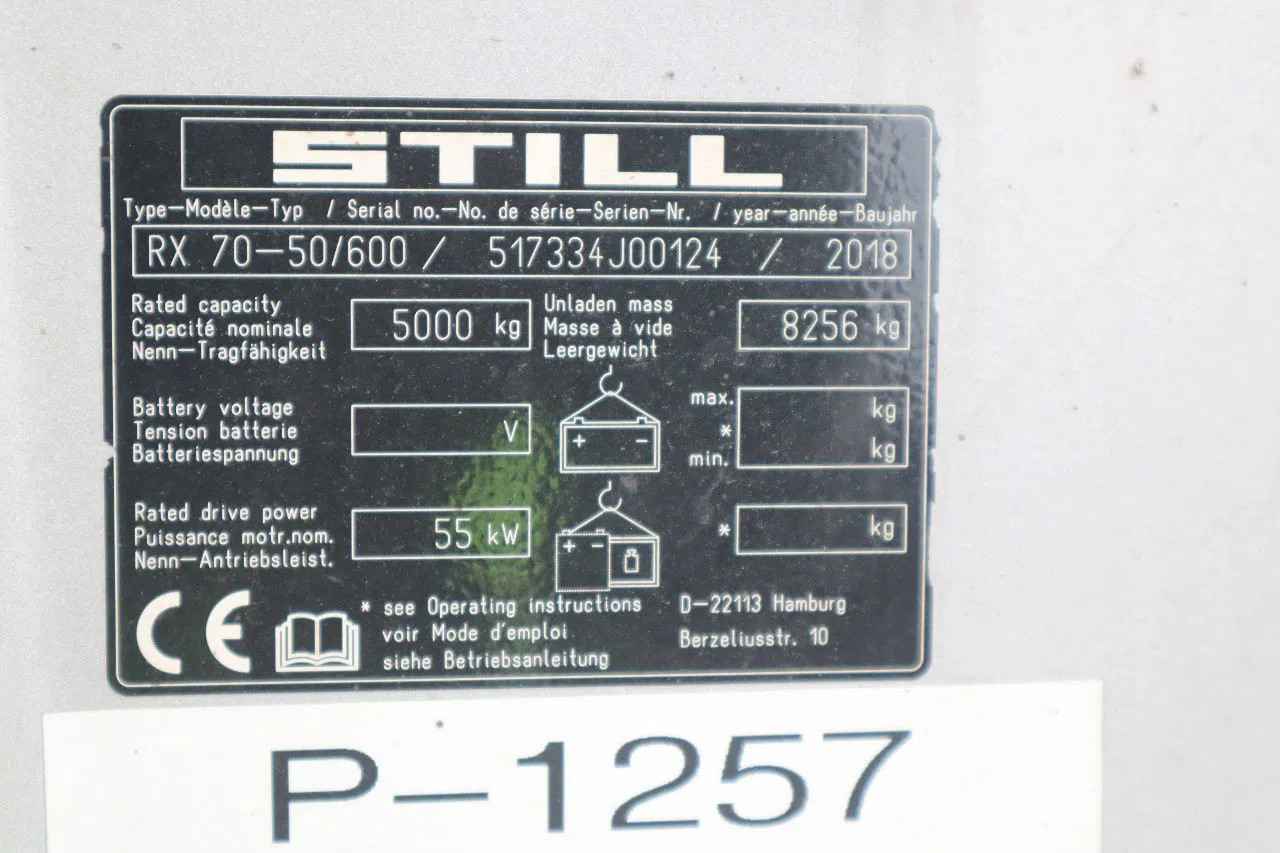 STILL
Type-Modèle-Typ / Serial no.-No. de série-Serien-Nr. / year-année-Baujahr
RX 70-50/600 / 517334J00124 / 2018
Rated capacity
Capacité nominale
Nenn-Tragfähigkeit
5000 kg
Unladen mass
Masse à vide
Leergewicht
8256 kg
Battery voltage
Tension batterie
Batteriespannung
V
+ -
max. kg
*
min. kg
Rated drive power
Puissance motr.nom.
Nenn-Antriebsleist.
55 kW
+ -
* kg
CE
* see Operating instructions
voir Mode d'emploi
siehe Betriebsanleitung
D-22113 Hamburg
Berzeliusstr. 10
P-1257